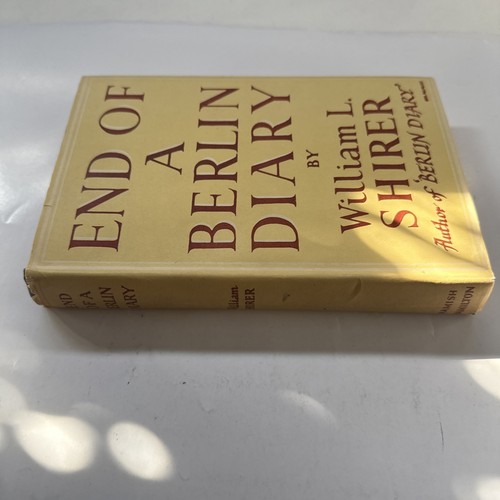 END OF
A
BERLIN
DIARY
BY
William L.
SHIRER
Author of 'BERLIN DIARY'
END
OF A
BERLIN
DIARY
William
SHIRER
HAMISH
HAMILTON